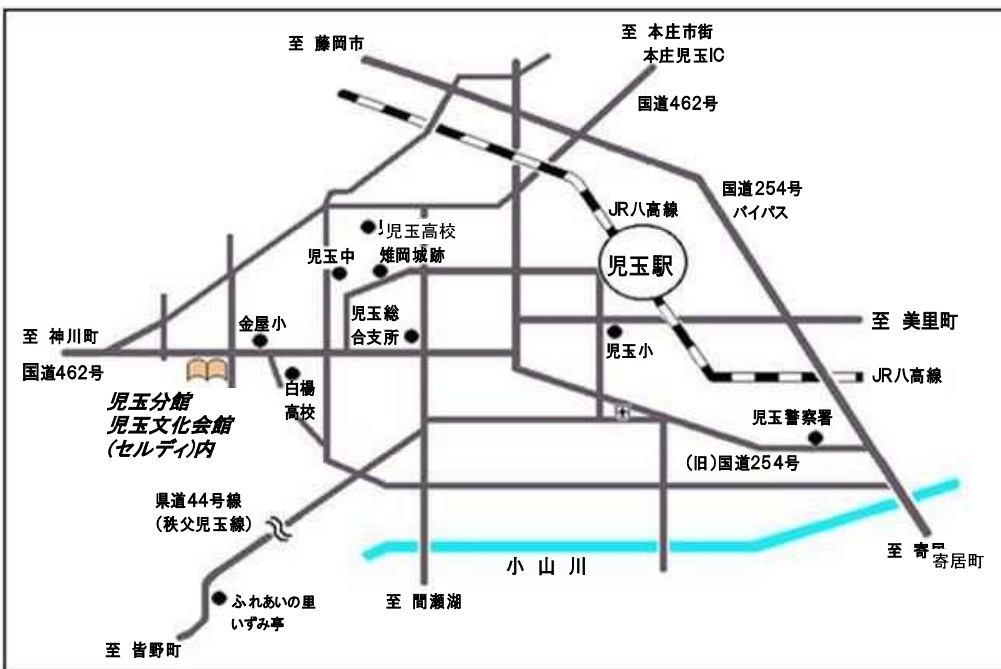 至 藤岡市
至 本庄市街
本庄児玉IC
国道462号
国道254号
バイパス
JR八高線
児玉駅
児玉高校
児玉中
雉岡城跡
児玉総
合支所
金屋小
至 神川町
国道462号
至 美里町
児玉小
JR八高線
白楊
高校
児玉分館
児玉文化会館
(セルディ)内
児玉警察署
(旧)国道254号
県道44号線
(秩父児玉線)
小 山 川
至 寄居
寄居町
ふれあいの里
いずみ亭
至 間瀬湖
至 皆野町